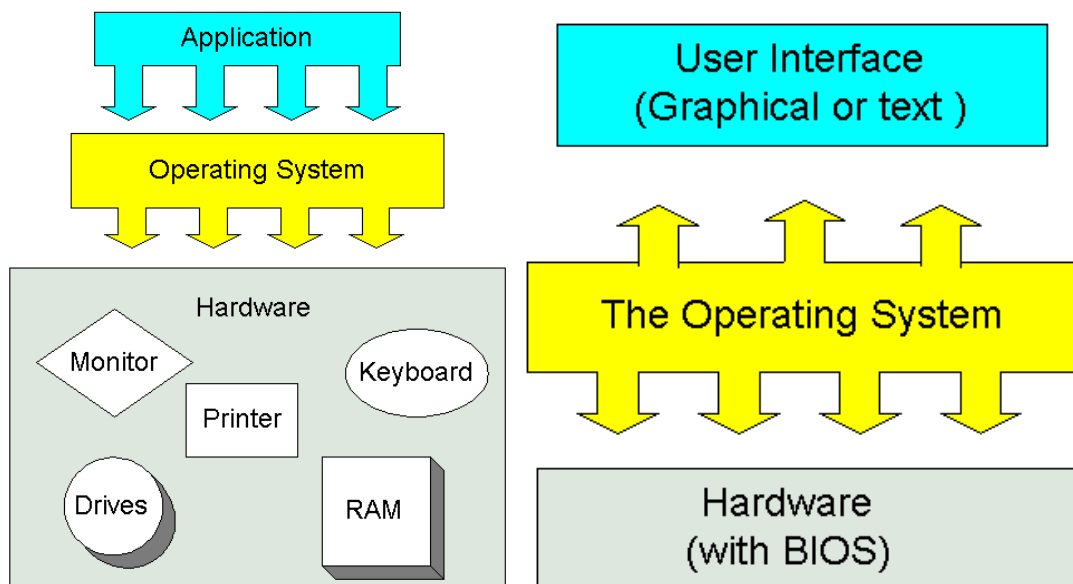 Application
Operating System
Hardware
Monitor
Keyboard
Printer
Drives
RAM
User Interface
(Graphical or text )
The Operating System
Hardware
(with BIOS)